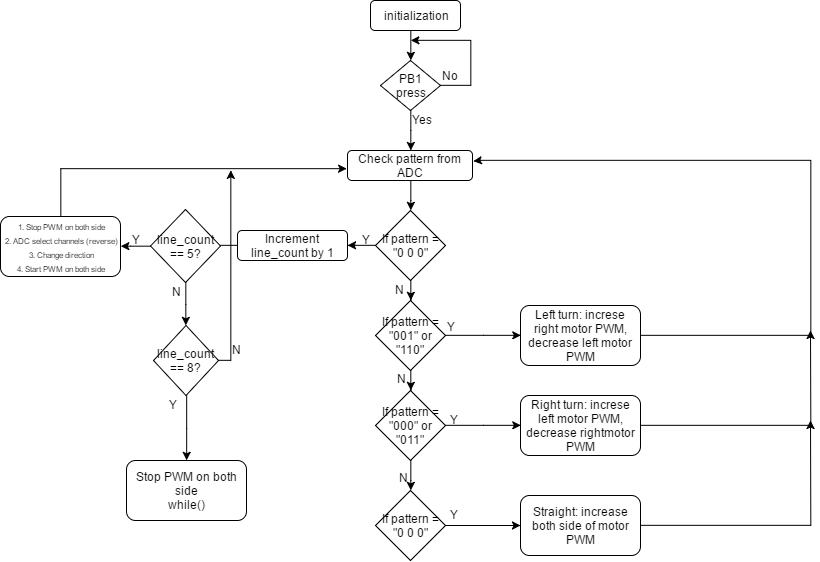 initialization
PB1
press
No
Yes
Check pattern from
ADC
If pattern =
"0 0 0"
Y
N
Increment
line_count by 1
line_count
== 5?
Y
N
1. Stop PWM on both side
2. ADC select channels (reverse)
3. Change direction
4. Start PWM on both side
line_count
== 8?
N
Y
Stop PWM on both
side
while()
If pattern =
"001" or
"110"
Y
N
Left turn: increse
right motor PWM,
decrease left motor
PWM
If pattern =
"000" or
"011"
Y
N
Right turn: increse
left motor PWM,
decrease rightmotor
PWM
If pattern =
"0 0 0"
Y
Straight: increase
both side of motor
PWM